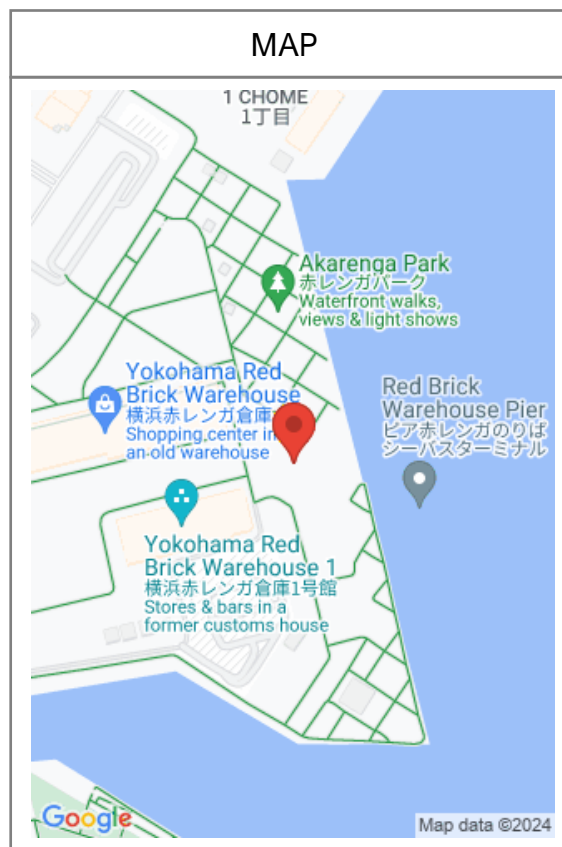 MAP
1 CHOME
1丁目
Akarenga Park
赤レンガパーク
Waterfront walks,
views & light shows
Yokohama Red
Brick Warehouse
横浜赤レンガ倉庫
Shopping center in
an old warehouse
Red Brick
Warehouse Pier
ピア赤レンガのりば
シーバスターミナル
Yokohama Red
Brick Warehouse 1
横浜赤レンガ倉庫1号館
Stores & bars in a
former customs house
Google
Map data ©2024